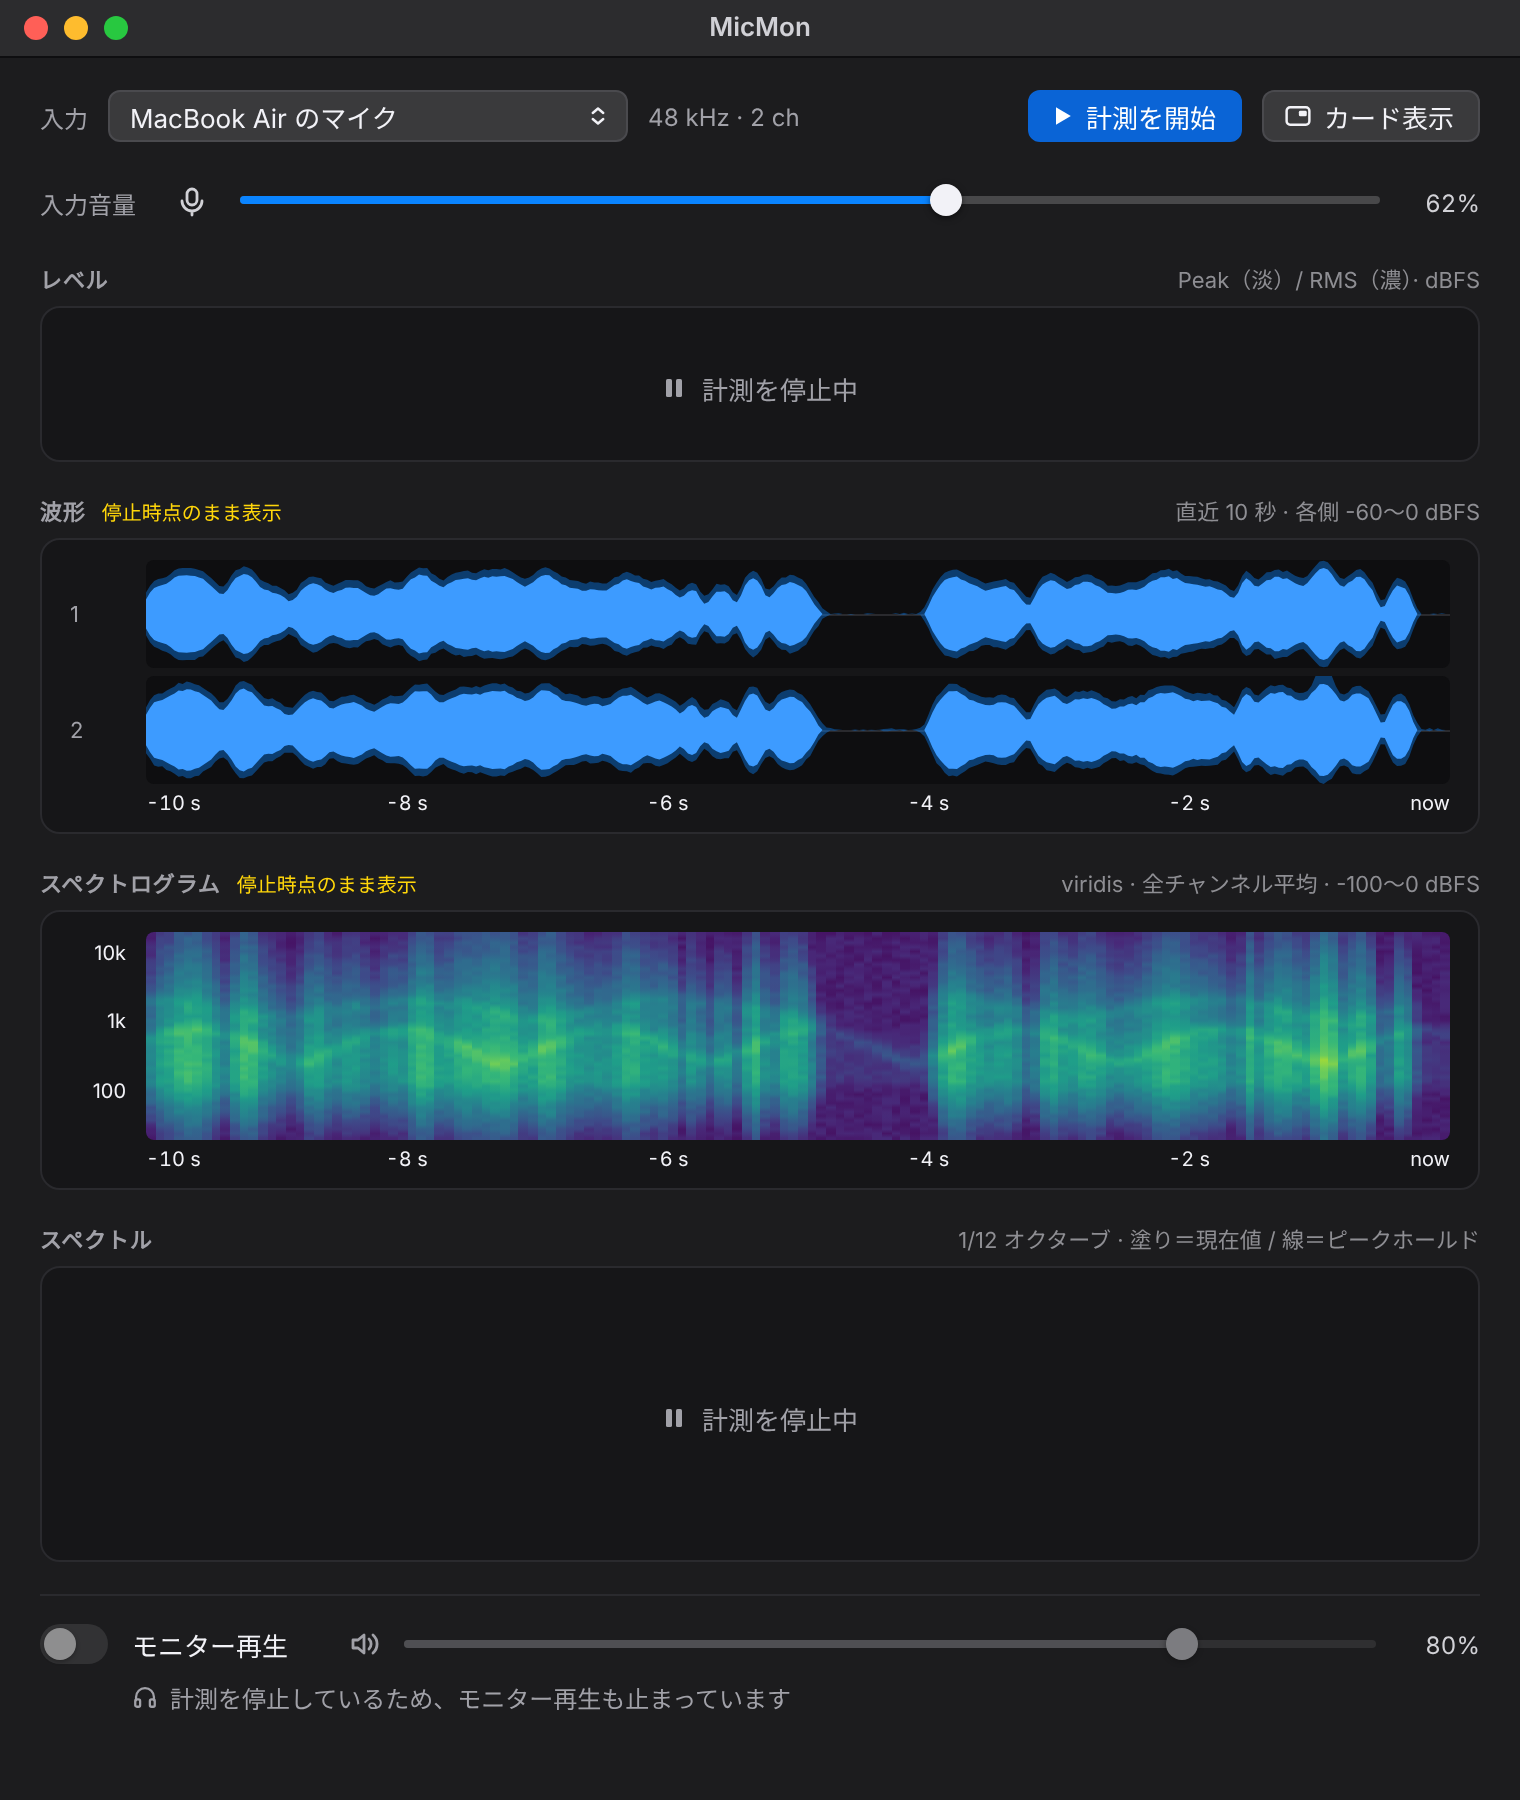 MicMon
入力 MacBook Air のマイク 48 kHz · 2 ch 計測を開始 カード表示
入力音量 62%
レベル Peak（淡）/ RMS（濃）· dBFS
計測を停止中
波形 停止時点のまま表示 直近 10 秒 · 各側 -60〜0 dBFS
1
2
-10 s -8 s -6 s -4 s -2 s now
スペクトログラム 停止時点のまま表示 viridis · 全チャンネル平均 · -100〜0 dBFS
10k
1k
100
-10 s -8 s -6 s -4 s -2 s now
スペクトル 1/12 オクターブ · 塗り＝現在値 / 線＝ピークホールド
計測を停止中
モニター再生 80%
計測を停止しているため、モニター再生も止まっています